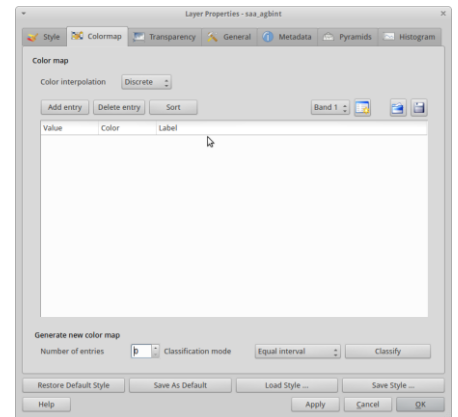 Layer Properties - saa_agbint
Style Colormap Transparency General Metadata Pyramids Histogram
Color map
Color interpolation Discrete
Add entry Delete entry Sort Band 1
Value Color Label
Generate new color map
Number of entries 0 Classification mode Equal interval Classify
Restore Default Style Save As Default Load Style ... Save Style ...
Help Apply Cancel OK